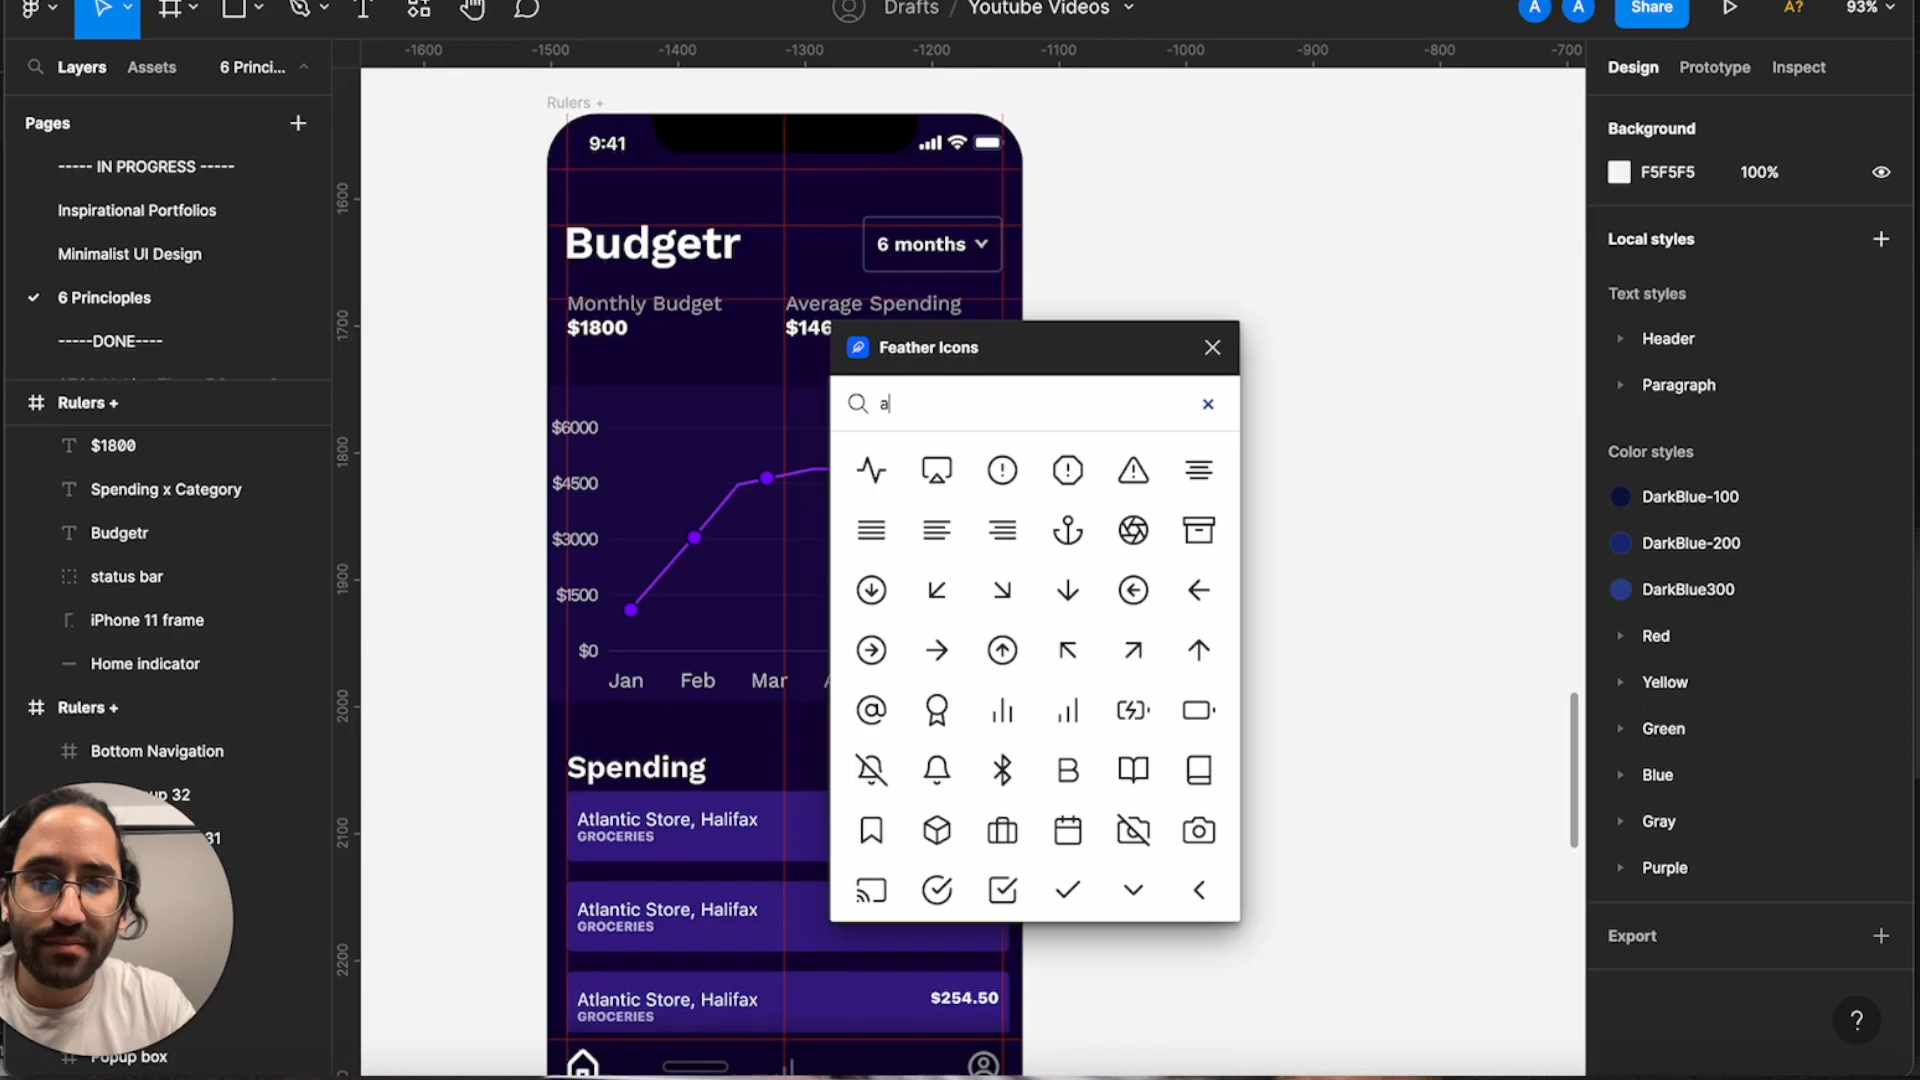 Drafts / Youtube Videos
A
A
Share
A?
93%
Layers
Assets
6 Princi...
-1600
-1500
-1400
-1300
-1200
-1100
-1000
-900
-800
-700
Design
Prototype
Inspect
Pages
----- IN PROGRESS -----
Inspirational Portfolios
Minimalist UI Design
6 Principples
-----DONE----
Rulers +
$1800
Spending x Category
Budgetr
status bar
iPhone 11 frame
Home indicator
Rulers +
Bottom Navigation
up 32
31
Popup box
1600
1700
1800
1900
2000
2100
2200
Rulers +
9:41
Budgetr
6 months
Monthly Budget
Average Spending
$1800
$146
$6000
$4500
$3000
$1500
$0
Jan
Feb
Mar
Spending
Atlantic Store, Halifax
GROCERIES
Atlantic Store, Halifax
GROCERIES
Atlantic Store, Halifax
$254.50
GROCERIES
Feather Icons
a
Background
F5F5F5
100%
Local styles
Text styles
Header
Paragraph
Color styles
DarkBlue-100
DarkBlue-200
DarkBlue300
Red
Yellow
Green
Blue
Gray
Purple
Export
?